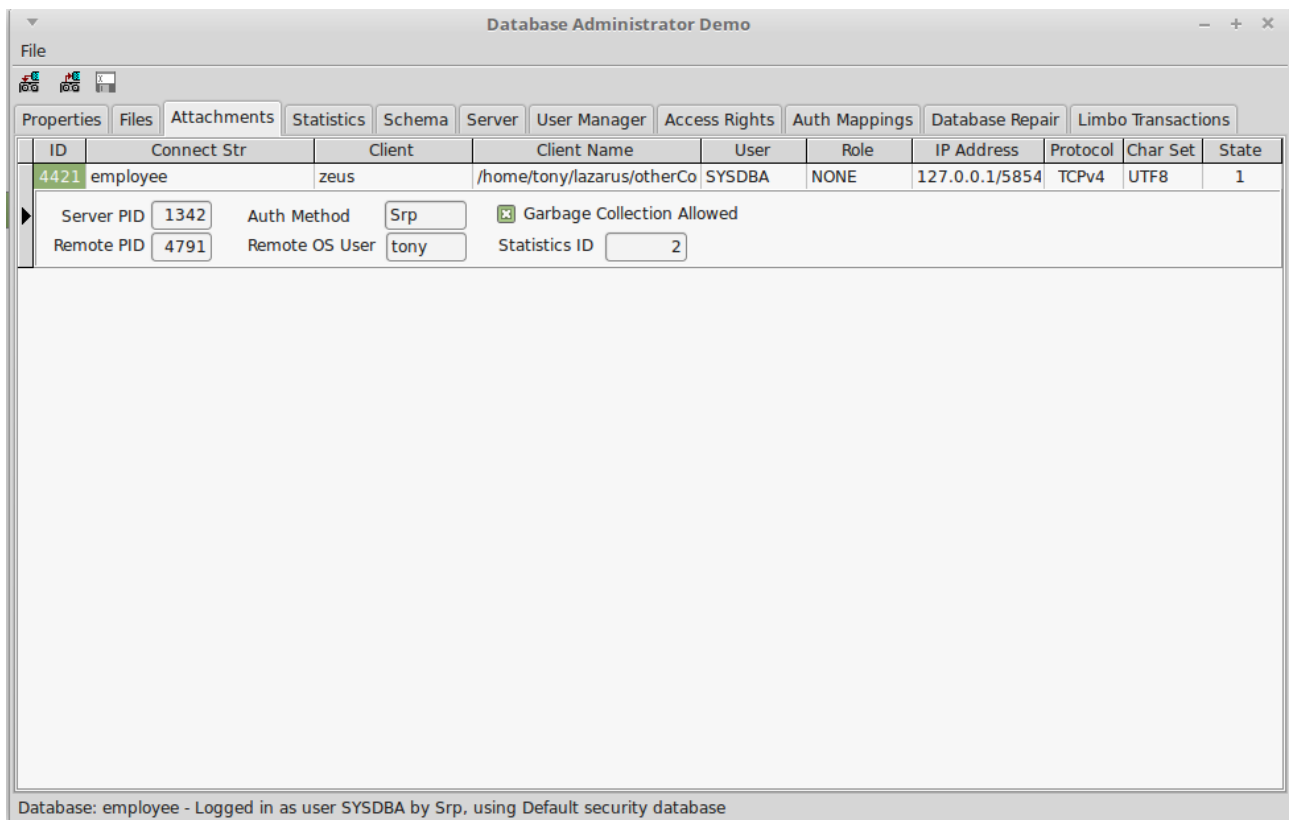 Database Administrator Demo
File
Properties Files Attachments Statistics Schema Server User Manager Access Rights Auth Mappings Database Repair Limbo Transactions
ID Connect Str Client Client Name User Role IP Address Protocol Char Set State
4421 employee zeus /home/tony/lazarus/otherCo SYSDBA NONE 127.0.0.1/5854 TCPv4 UTF8 1
Server PID 1342 Auth Method Srp Garbage Collection Allowed
Remote PID 4791 Remote OS User tony Statistics ID 2
Database: employee - Logged in as user SYSDBA by Srp, using Default security database